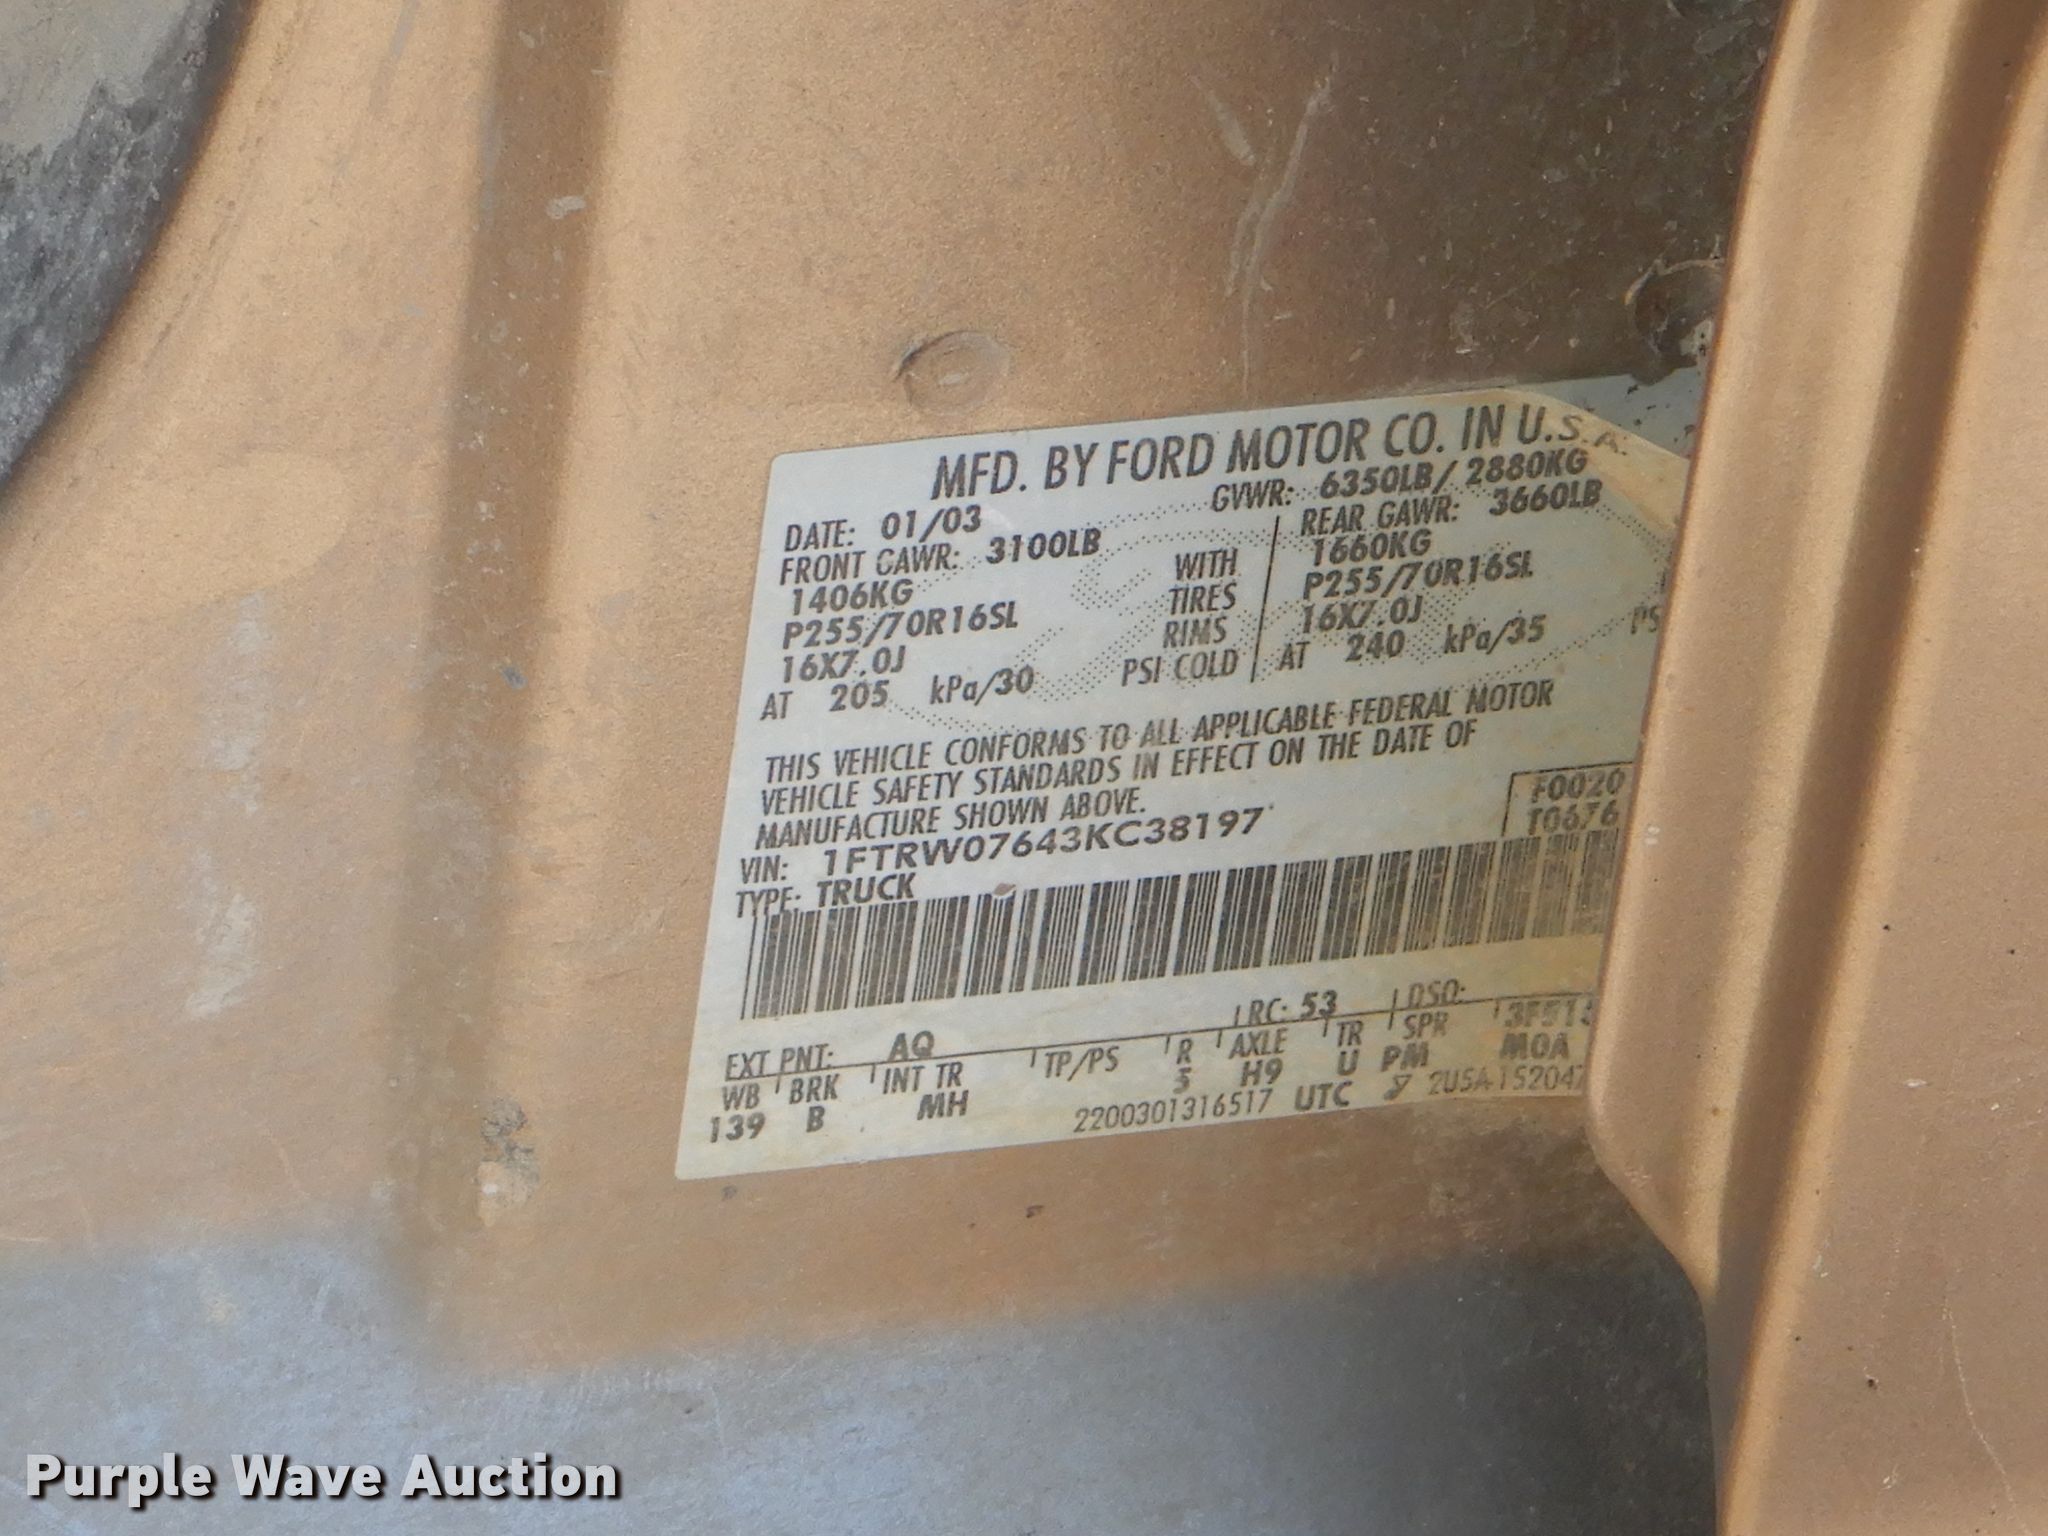 MFD. BY FORD MOTOR CO. IN U.S.A.
DATE: 01/03 GVWR: 6350LB/ 2880KG
FRONT GAWR: 3100LB REAR GAWR: 3660LB
1406KG WITH 1660KG
P255/70R16SL TIRES P255/70R16SL
16X7.0J RIMS 16X7.0J
AT 205 kPa/30 PSI COLD AT 240 kPa/35 PS
THIS VEHICLE CONFORMS TO ALL APPLICABLE FEDERAL MOTOR
VEHICLE SAFETY STANDARDS IN EFFECT ON THE DATE OF
MANUFACTURE SHOWN ABOVE.
VIN: 1FTRW07643KC38197
F0020
T0676
TYPE: TRUCK
EXT PNT: AQ RC: 53 DSO:
WB BRK INT TR TP/PS R AXLE TR SPR
139 B MH 5 H9 U PM M0A
2200301316517 UTC
Purple Wave Auction